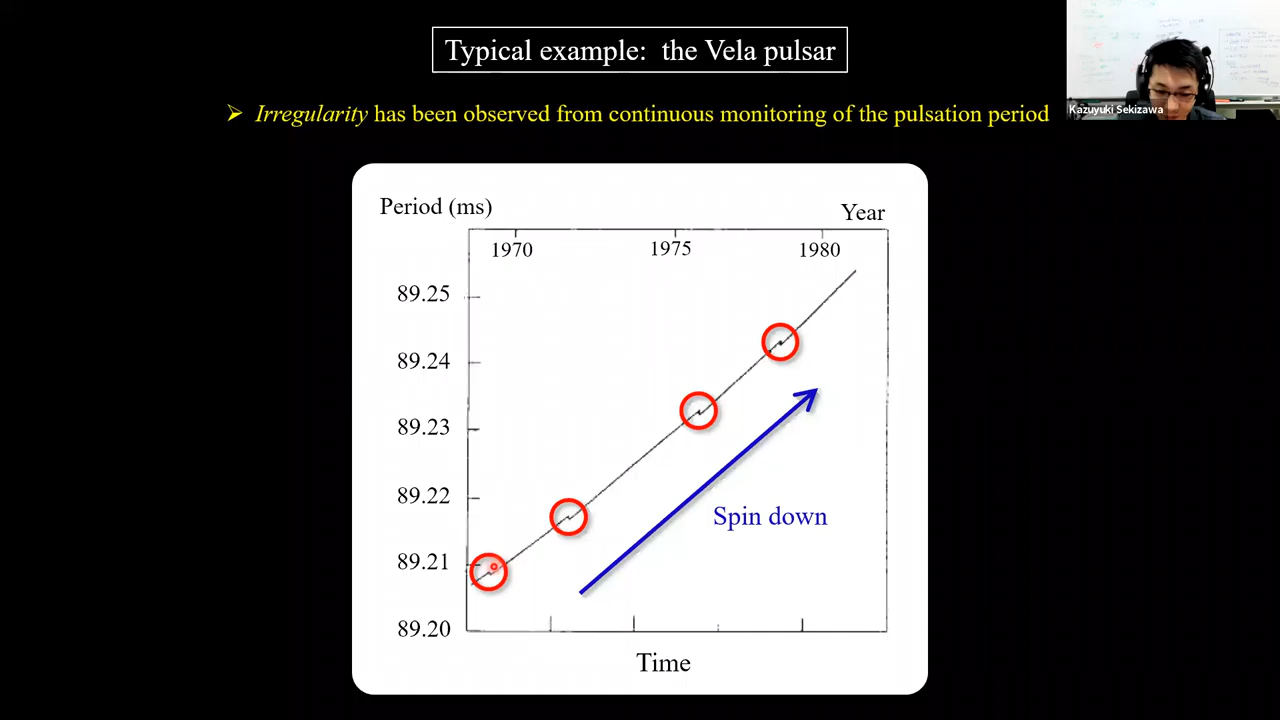 Typical example: the Vela pulsar
➢ Irregularity has been observed from continuous monitoring of the pulsation period
Kazuyuki Sekizawa
Period (ms)
Year
1970
1975
1980
89.25
89.24
89.23
89.22
89.21
89.20
Spin down
Time